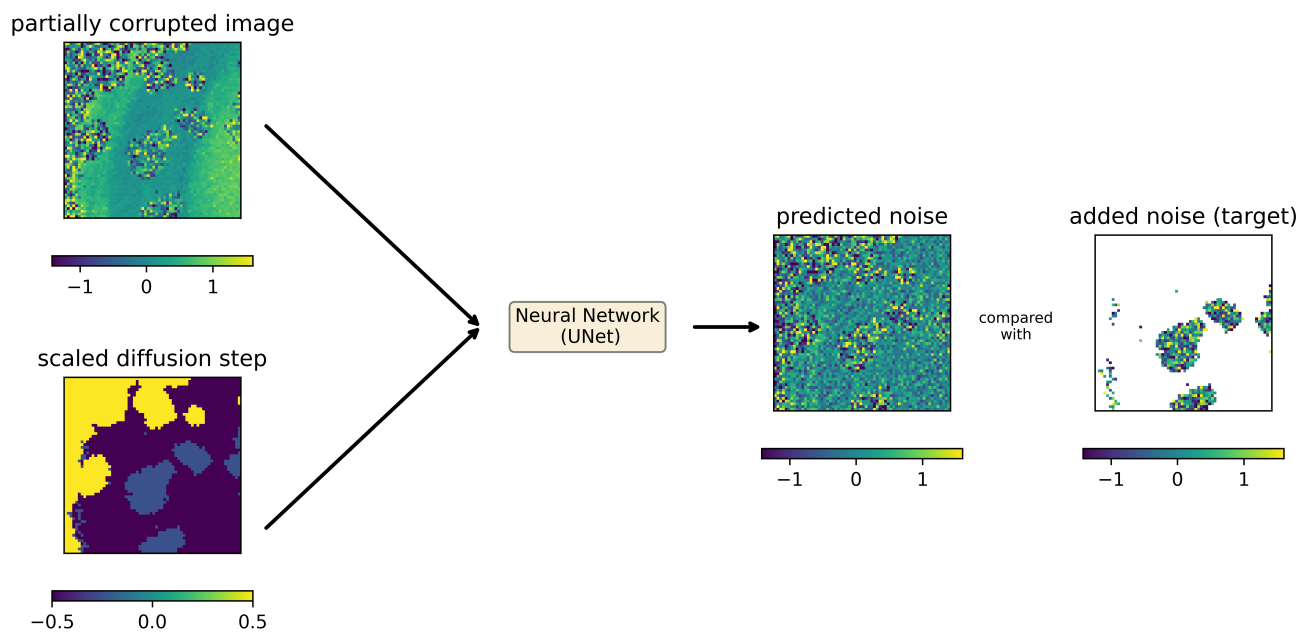 partially corrupted image
−1 0 1
scaled diffusion step
−0.5 0.0 0.5
Neural Network
(UNet)
predicted noise
−1 0 1
compared
with
added noise (target)
−1 0 1